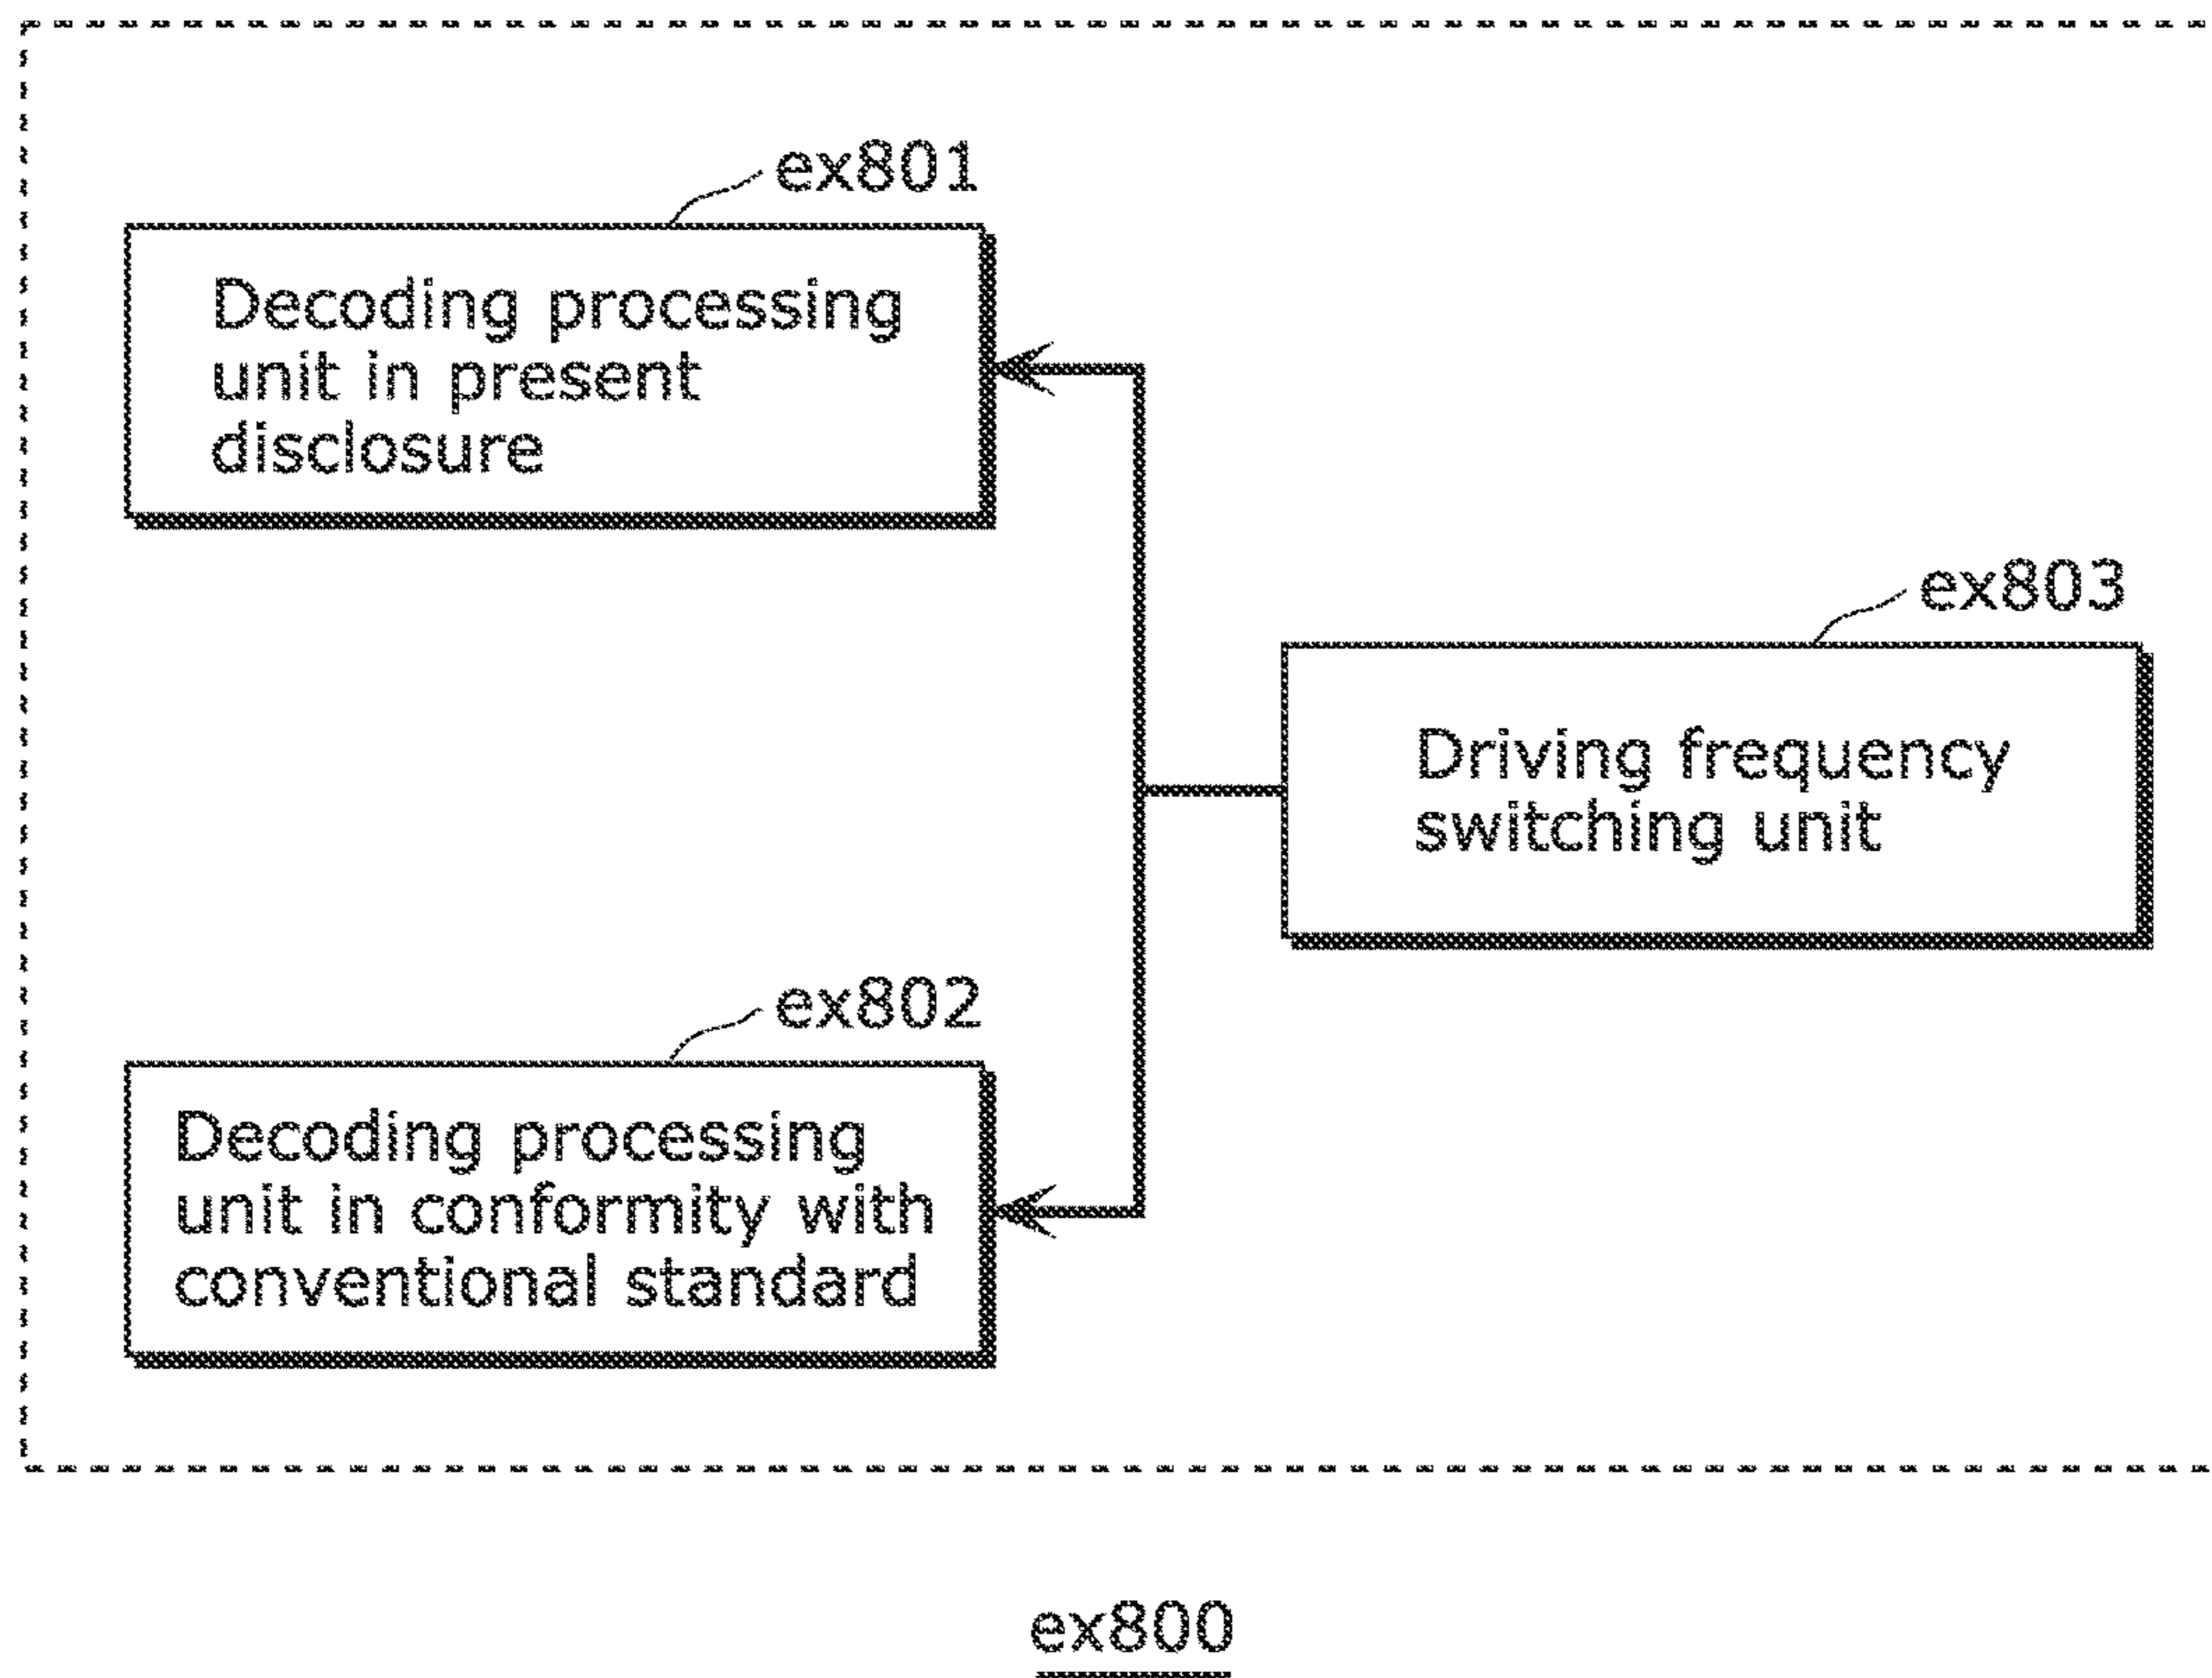 ex801
Decoding processing
unit in present
disclosure
ex803
Driving frequency
switching unit
ex802
Decoding processing
unit in conformity with
conventional standard
ex800